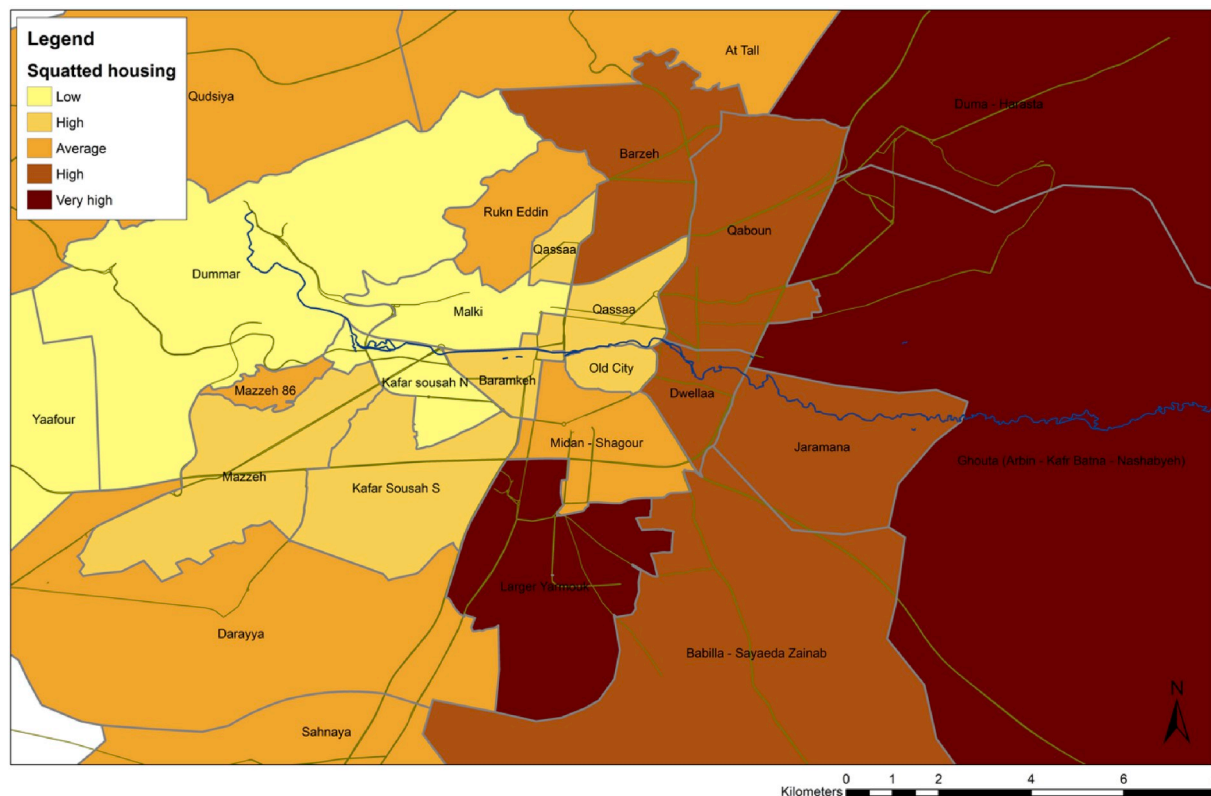 Legend
Squatted housing
Low
High
Average
High
Very high
At Tall
Qudsiya
Duma - Harasta
Barzeh
Rukn Eddin
Qaboun
Qassaa
Dummar
Malki
Qassaa
Old City
Kafar sousah N
Baramkeh
Mazzeh 86
Dwellaa
Yaafour
Midan - Shagour
Jaramana
Ghouta (Arbin - Kafr Batna - Nashabyeh)
Mazzeh
Kafar Sousah S
Larger Yarmouk
Darayya
Babilla - Sayaeda Zainab
Sahnaya
N
0 1 2 4 6 8
Kilometers